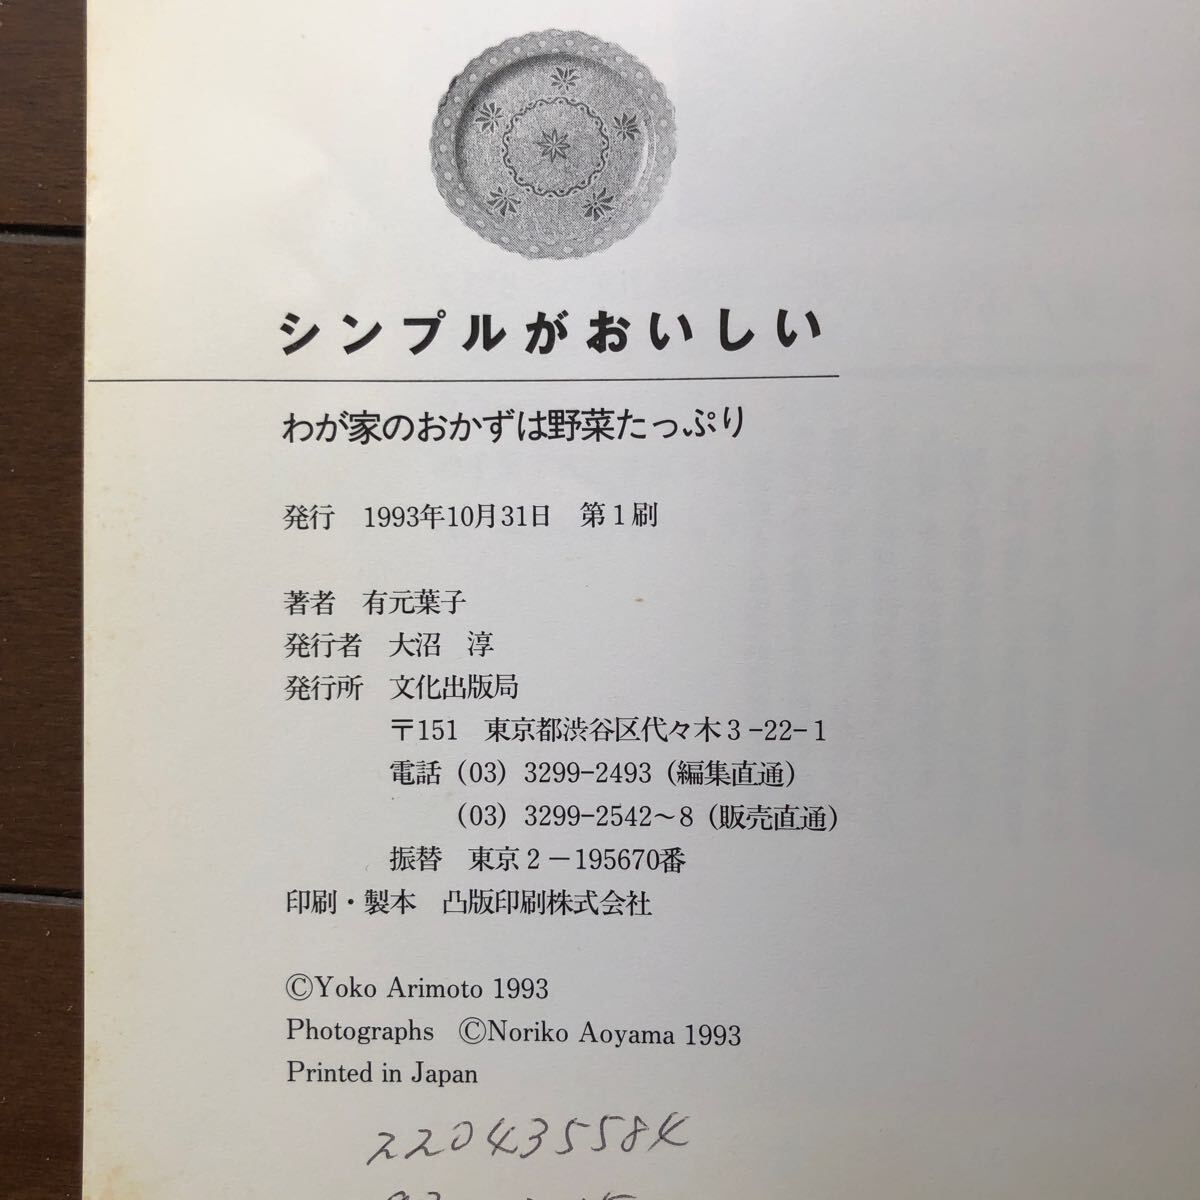 シンプルがおいしい
わが家のおかずは野菜たっぷり
発行　1993年10月31日　第1刷
著者　有元葉子
発行者　大沼　淳
発行所　文化出版局
〒151　東京都渋谷区代々木3-22-1
電話 (03) 3299-2493 (編集直通)
(03) 3299-2542～8 (販売直通)
振替　東京2－195670番
印刷・製本　凸版印刷株式会社
©Yoko Arimoto 1993
Photographs　©Noriko Aoyama 1993
Printed in Japan
220435584